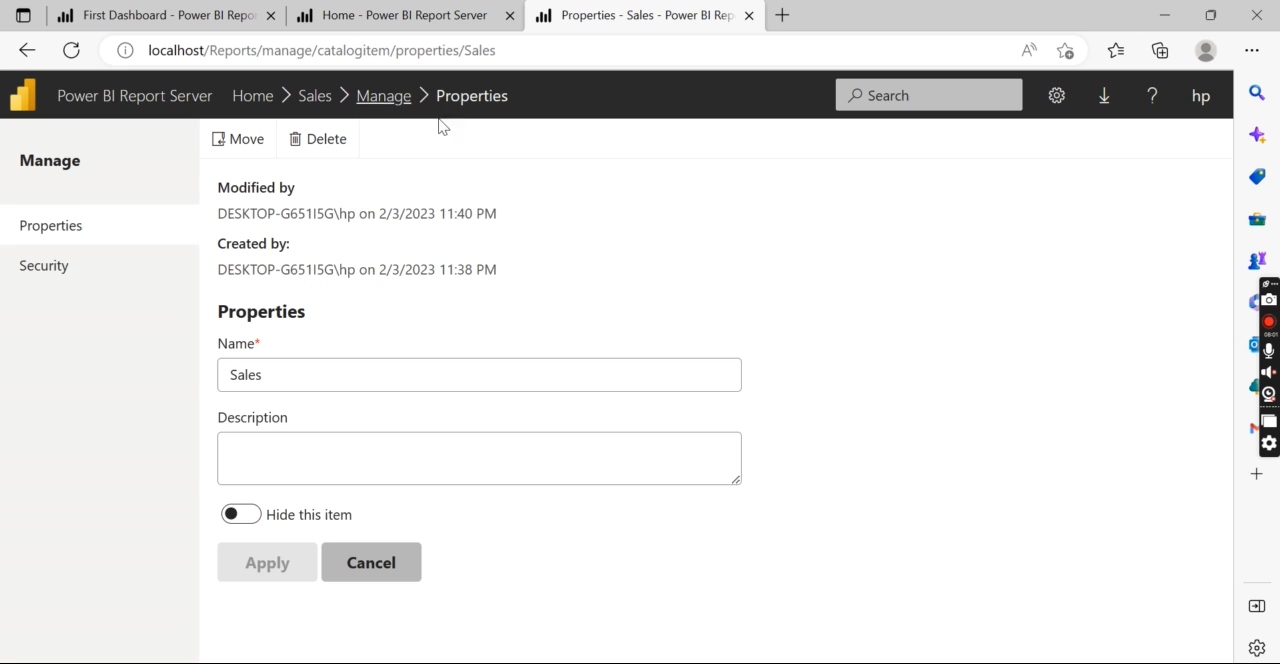 First Dashboard - Power BI Repo
Home - Power BI Report Server
Properties - Sales - Power BI Rep
localhost/Reports/manage/catalogitem/properties/Sales
Power BI Report Server Home > Sales > Manage > Properties
Search
? hp
Manage
Move Delete
Modified by
DESKTOP-G651I5G\hp on 2/3/2023 11:40 PM
Properties
Created by:
Security
DESKTOP-G651I5G\hp on 2/3/2023 11:38 PM
Properties
Name*
Sales
Description
Hide this item
Apply Cancel